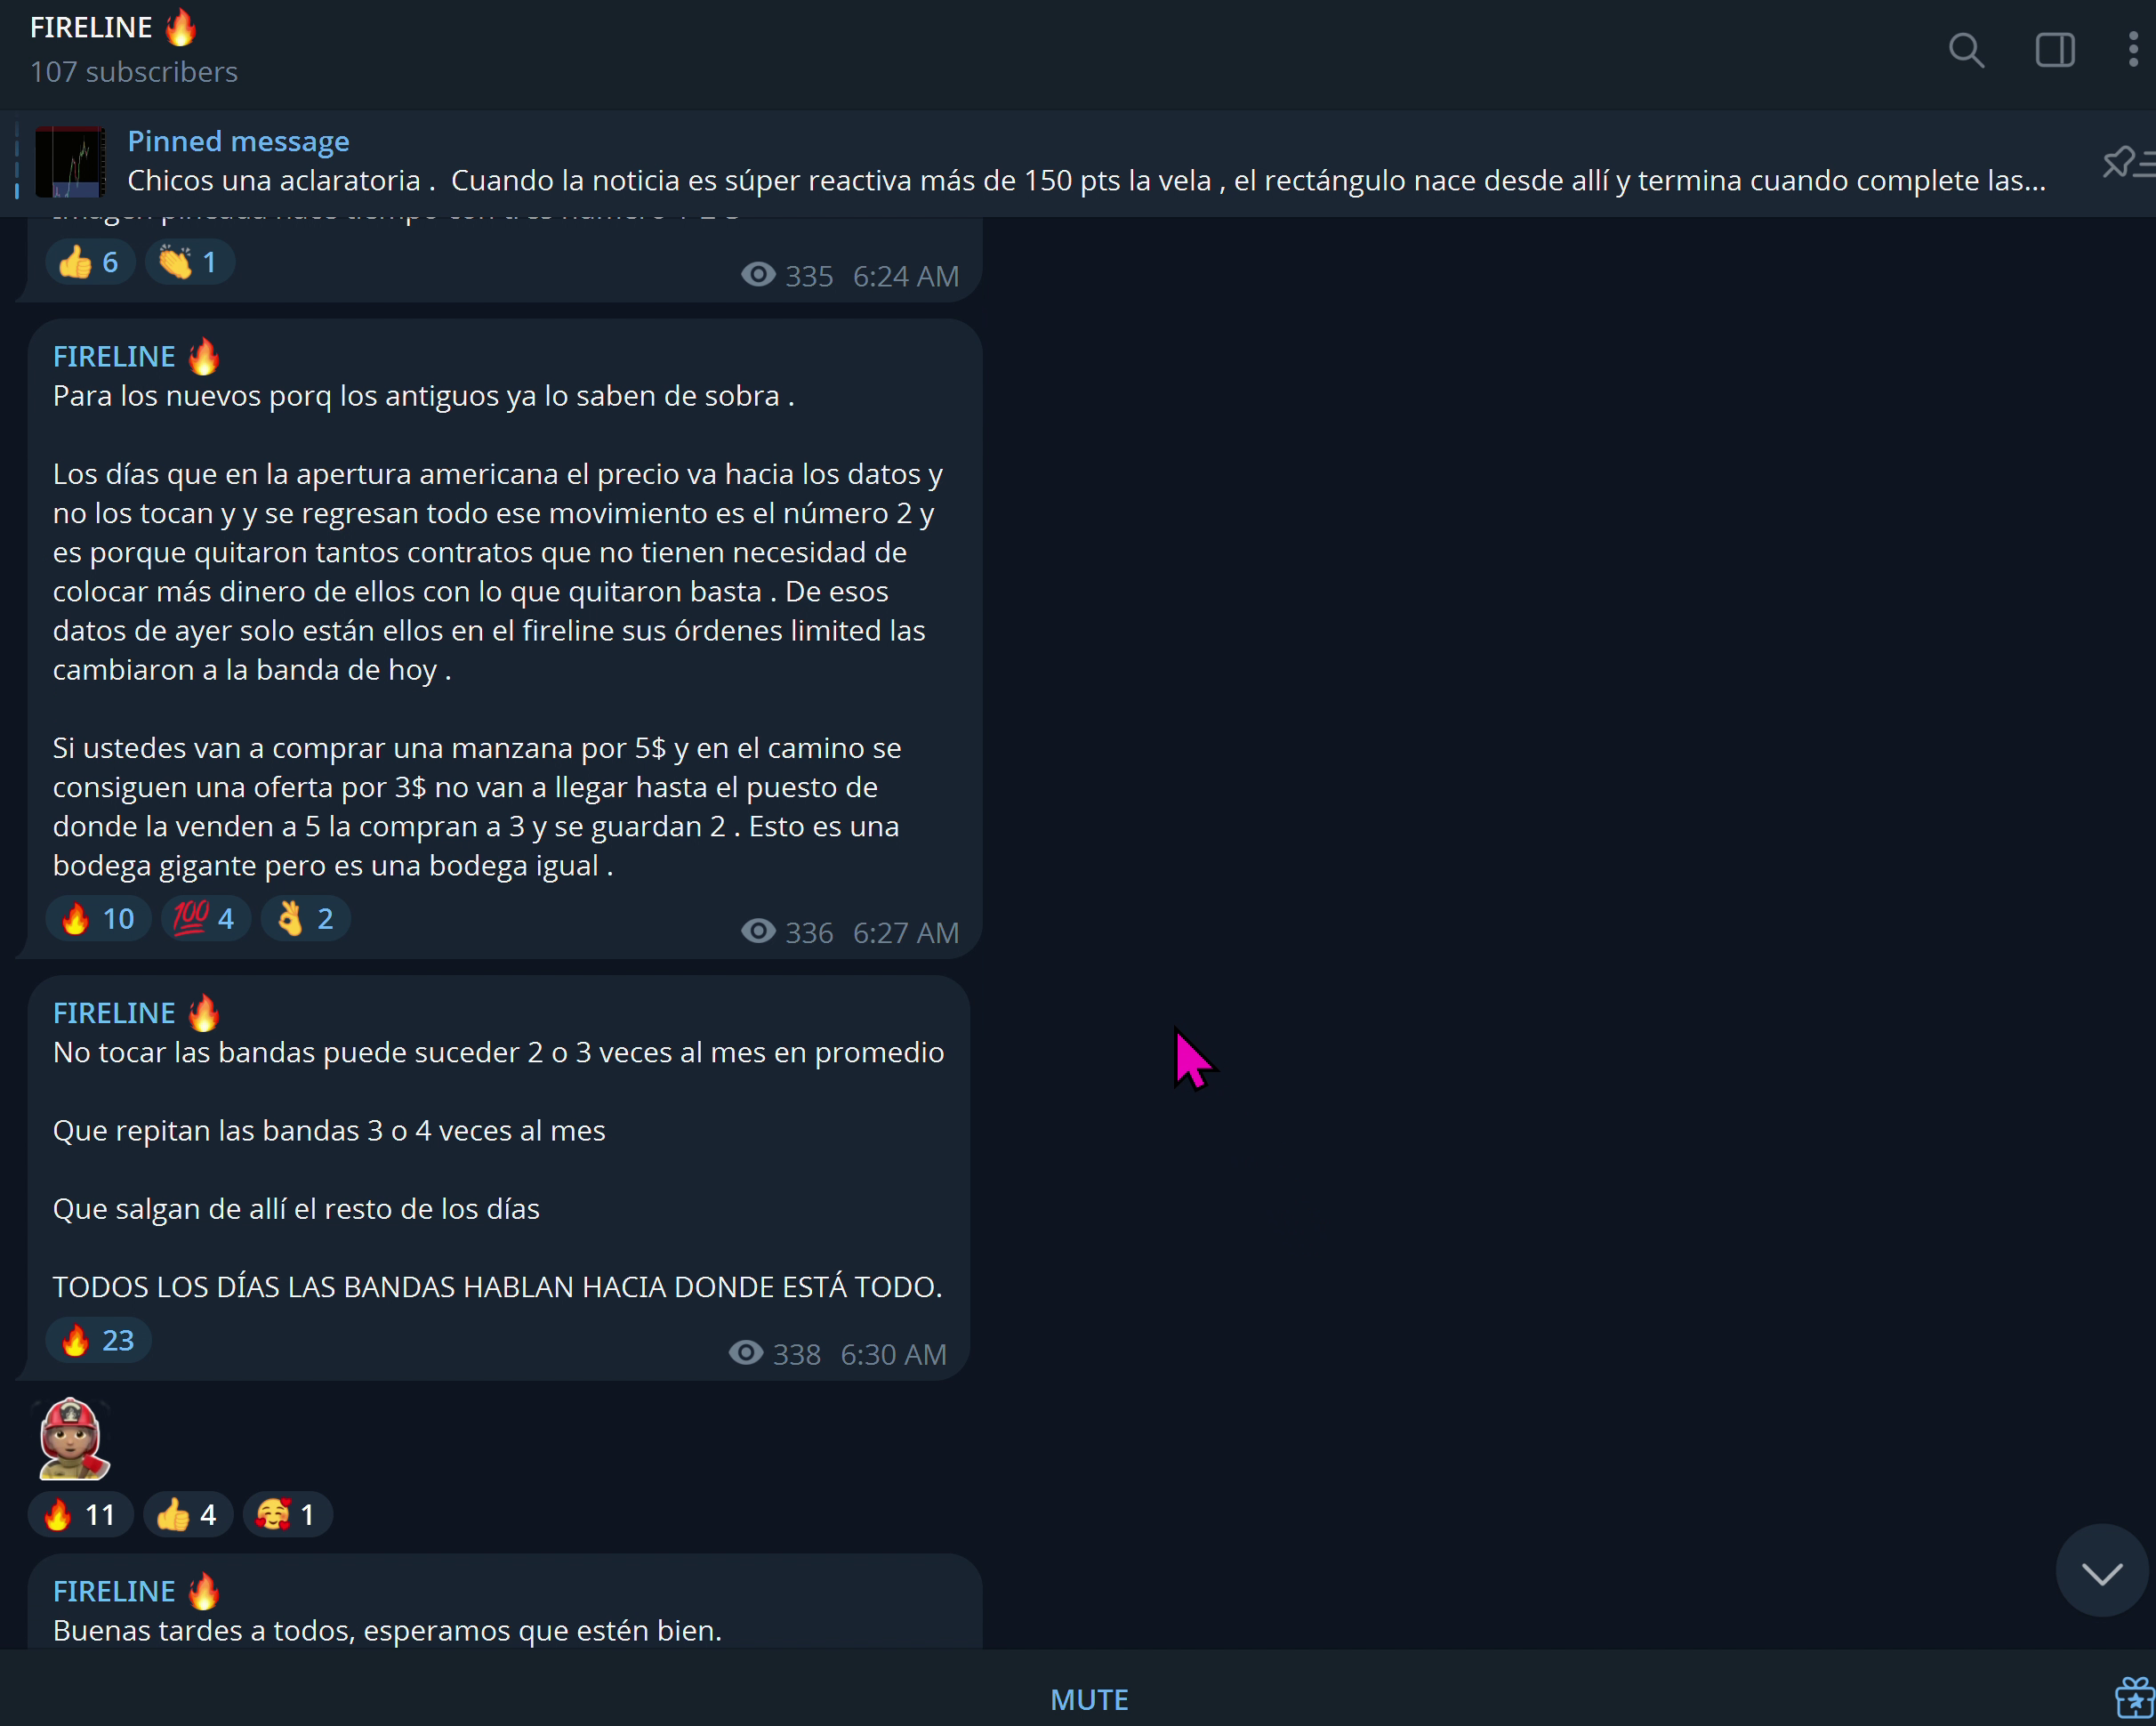 FIRELINE 🔥
107 subscribers
Pinned message
Chicos una aclaratoria . Cuando la noticia es súper reactiva más de 150 pts la vela , el rectángulo nace desde allí y termina cuando complete las...
👍 6 👏 1
335 6:24 AM
FIRELINE 🔥
Para los nuevos porq los antiguos ya lo saben de sobra .
Los días que en la apertura americana el precio va hacia los datos y
no los tocan y y se regresan todo ese movimiento es el número 2 y
es porque quitaron tantos contratos que no tienen necesidad de
colocar más dinero de ellos con lo que quitaron basta . De esos
datos de ayer solo están ellos en el fireline sus órdenes limited las
cambiaron a la banda de hoy .
Si ustedes van a comprar una manzana por 5$ y en el camino se
consiguen una oferta por 3$ no van a llegar hasta el puesto de
donde la venden a 5 la compran a 3 y se guardan 2 . Esto es una
bodega gigante pero es una bodega igual .
🔥 10 💯 4 👌 2
336 6:27 AM
FIRELINE 🔥
No tocar las bandas puede suceder 2 o 3 veces al mes en promedio
Que repitan las bandas 3 o 4 veces al mes
Que salgan de allí el resto de los días
TODOS LOS DÍAS LAS BANDAS HABLAN HACIA DONDE ESTÁ TODO.
🔥 23
338 6:30 AM
🔥 11 👍 4 🥰 1
FIRELINE 🔥
Buenas tardes a todos, esperamos que estén bien.
MUTE